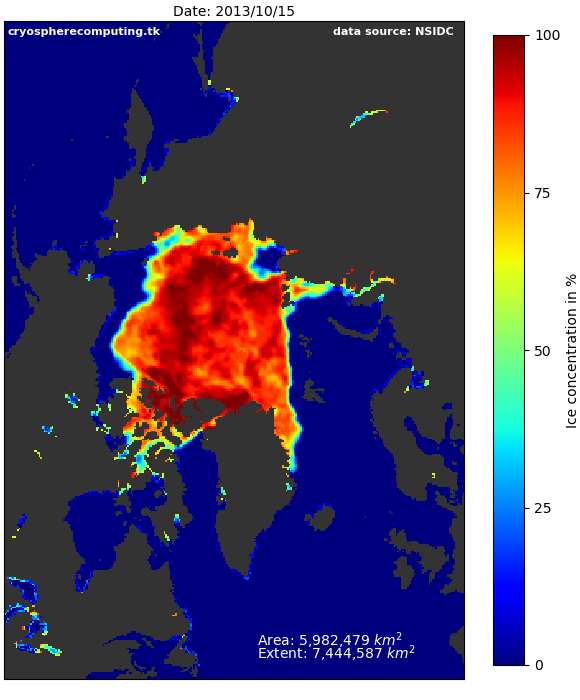 Date: 2013/10/15
cryospherecomputing.tk
data source: NSIDC
100
75
50
25
0
Ice concentration in %
Area: 5,982,479 km²
Extent: 7,444,587 km²